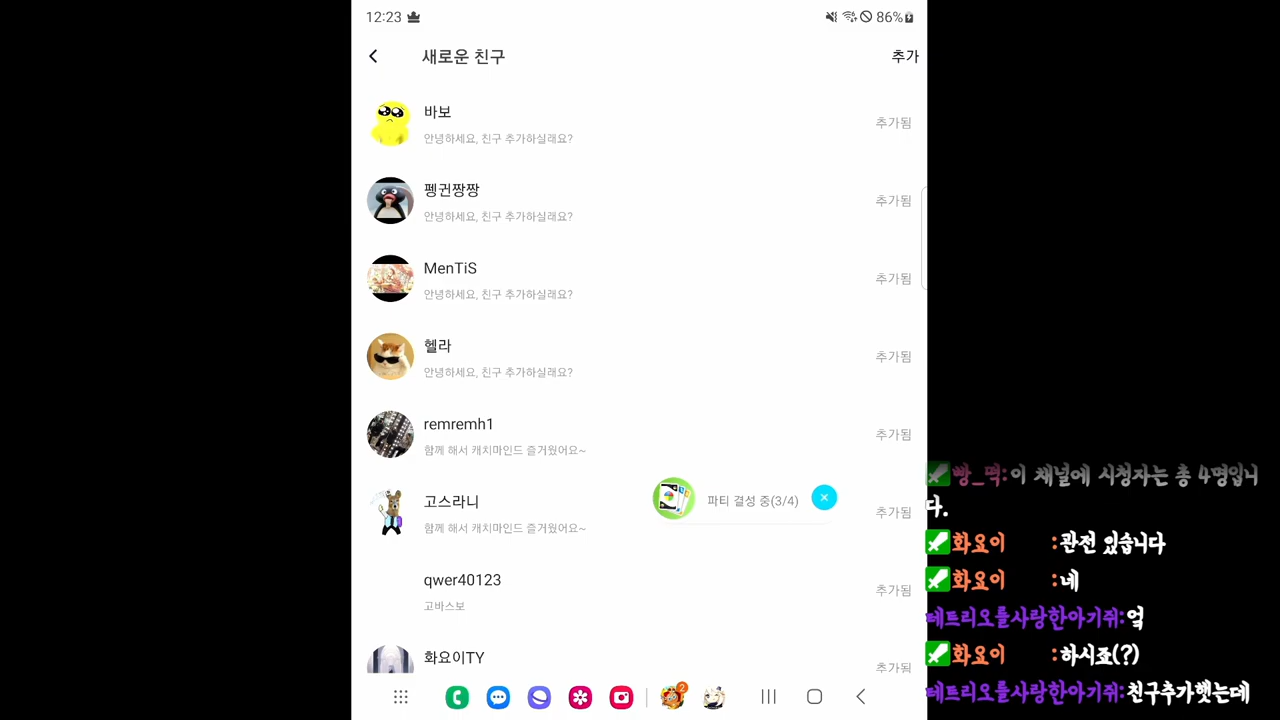 12:23
86%
새로운 친구
추가
바보
안녕하세요, 친구 추가하실래요?
추가됨
펭귄짱짱
안녕하세요, 친구 추가하실래요?
추가됨
MenTiS
안녕하세요, 친구 추가하실래요?
추가됨
헬라
안녕하세요, 친구 추가하실래요?
추가됨
remremh1
함께 해서 캐치마인드 즐거웠어요~
추가됨
고스라니
함께 해서 캐치마인드 즐거웠어요~
추가됨
파티 결성 중(3/4)
qwer40123
고바스보
추가됨
화요이TY
추가됨
2
빵_떡:이 채널에 시청자는 총 4명입니
다.
화요이 :관전 있습니다
화요이 :네
테트리오를사랑한아기쥐:엌
화요이 :하시죠(?)
테트리오를사랑한아기쥐:친구추가햇는데